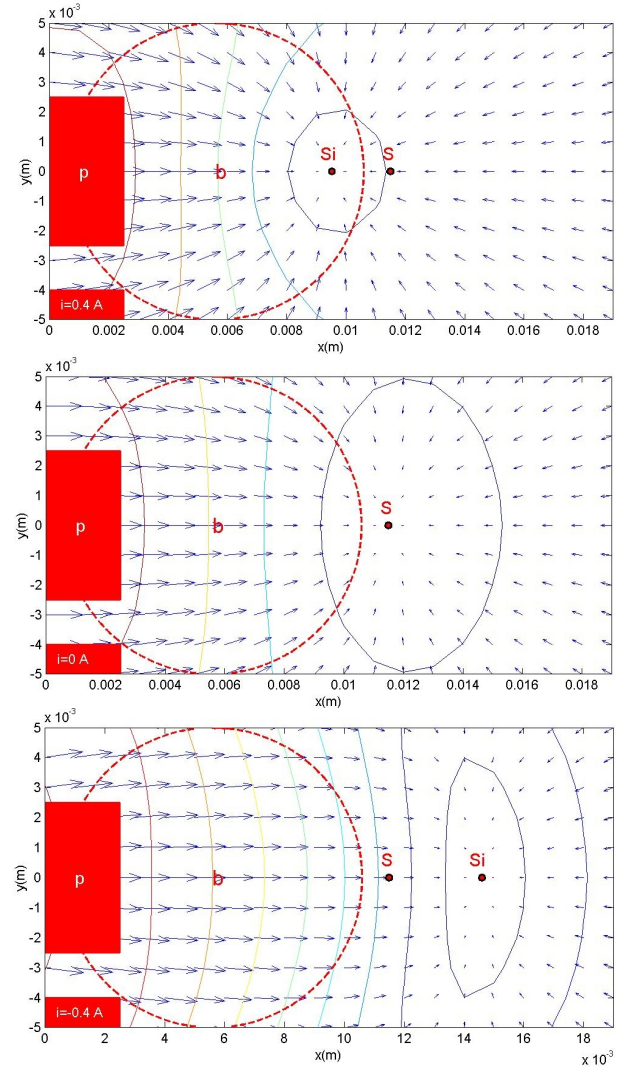 x 10⁻³
5
4
3
2
1
0
-1
-2
-3
-4
-5
y(m)
p
b
Si
S
i=0.4 A
0 0.002 0.004 0.006 0.008 0.01 0.012 0.014 0.016 0.018
x(m)
x 10⁻³
5
4
3
2
1
0
-1
-2
-3
-4
-5
y(m)
p
b
S
i=0 A
0 0.002 0.004 0.006 0.008 0.01 0.012 0.014 0.016 0.018
x(m)
x 10⁻³
5
4
3
2
1
0
-1
-2
-3
-4
-5
y(m)
p
b
S
Si
i=-0.4 A
0 2 4 6 8 10 12 14 16 18
x(m)
x 10⁻³